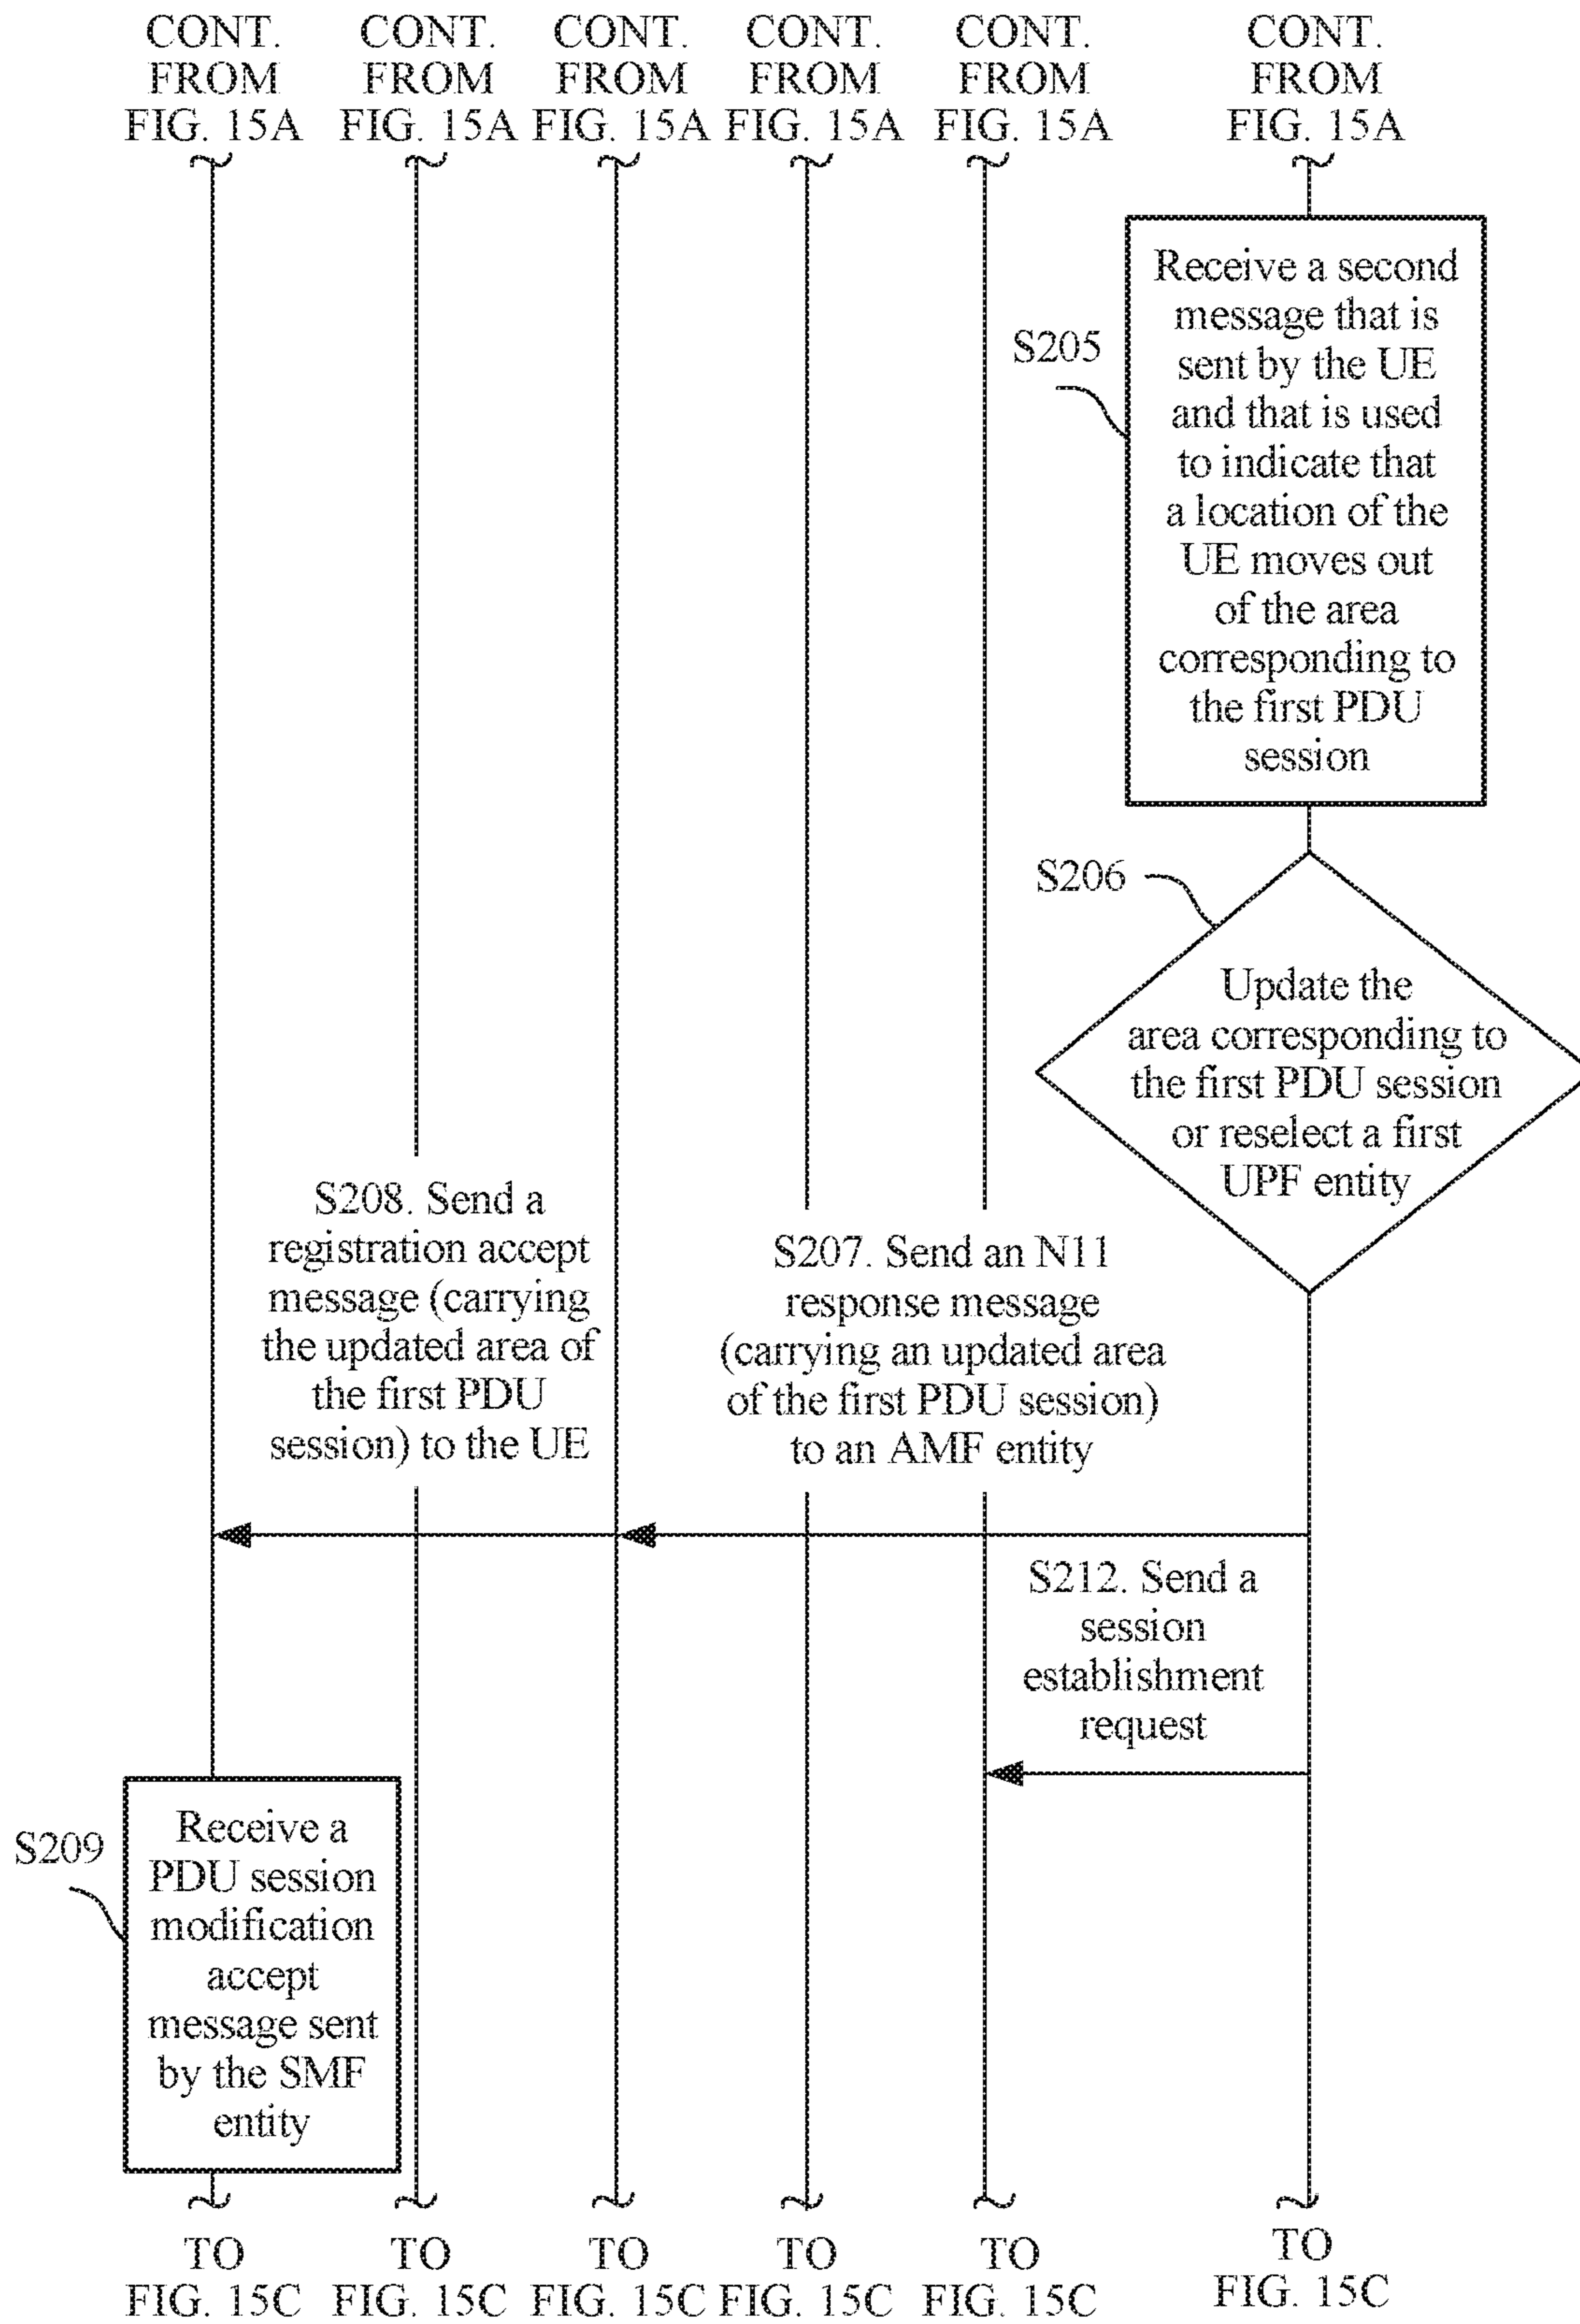 CONT.
FROM
FIG. 15A
CONT.
FROM
FIG. 15A
CONT.
FROM
FIG. 15A
CONT.
FROM
FIG. 15A
CONT.
FROM
FIG. 15A
CONT.
FROM
FIG. 15A
S205
Receive a second
message that is
sent by the UE
and that is used
to indicate that
a location of the
UE moves out
of the area
corresponding to
the first PDU
session
S206
Update the
area corresponding to
the first PDU session
or reselect a first
UPF entity
S208. Send a
registration accept
message (carrying
the updated area of
the first PDU
session) to the UE
S207. Send an N11
response message
(carrying an updated area
of the first PDU session)
to an AMF entity
S212. Send a
session
establishment
request
S209
Receive a
PDU session
modification
accept
message sent
by the SMF
entity
TO
FIG. 15C
TO
FIG. 15C
TO
FIG. 15C
TO
FIG. 15C
TO
FIG. 15C
TO
FIG. 15C